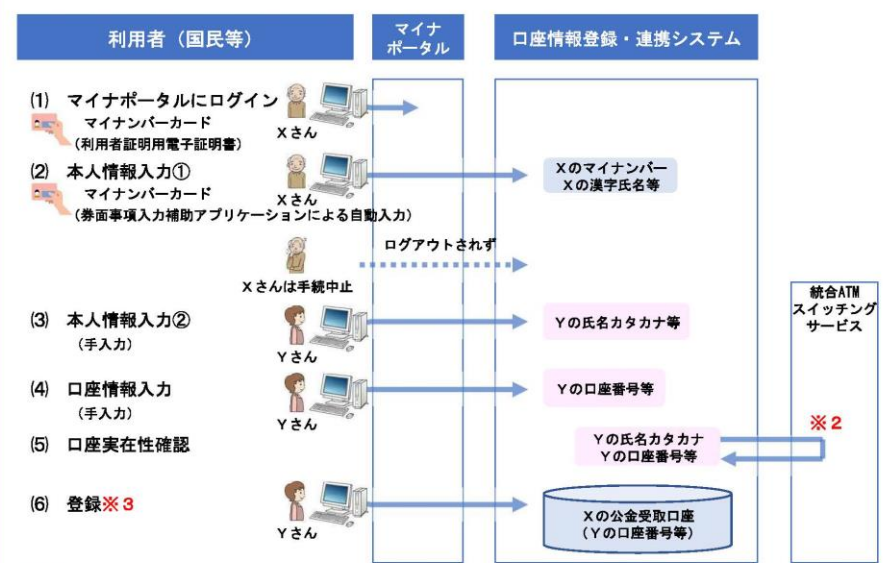 利用者（国民等）
マイナ
ポータル
口座情報登録・連携システム
(1) マイナポータルにログイン
マイナンバーカード
（利用者証明用電子証明書）
Xさん
(2) 本人情報入力①
マイナンバーカード
（券面事項入力補助アプリケーションによる自動入力）
Xさん
Xのマイナンバー
Xの漢字氏名等
ログアウトされず
Xさんは手続中止
統合ATM
スイッチング
サービス
(3) 本人情報入力②
（手入力）
Yさん
Yの氏名カタカナ等
(4) 口座情報入力
（手入力）
Yさん
Yの口座番号等
※２
(5) 口座実在性確認
Yの氏名カタカナ
Yの口座番号等
(6) 登録※３
Yさん
Xの公金受取口座
（Yの口座番号等）